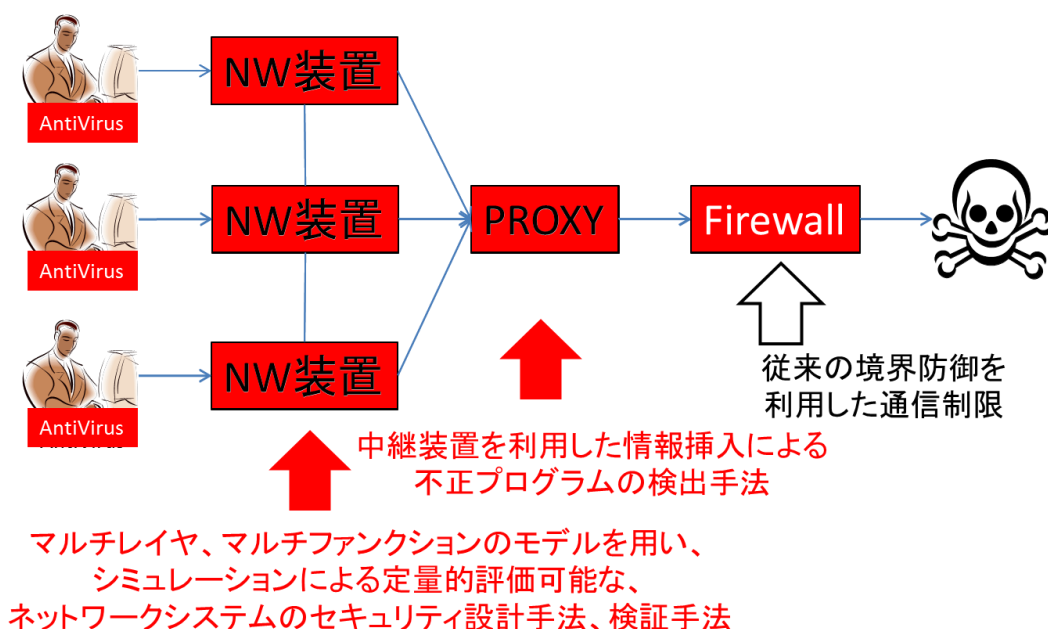 NW装置
AntiVirus
NW装置
PROXY
Firewall
AntiVirus
NW装置
AntiVirus
従来の境界防御を
利用した通信制限
中継装置を利用した情報挿入による
不正プログラムの検出手法
マルチレイヤ、マルチファンクションのモデルを用い、
シミュレーションによる定量的評価可能な、
ネットワークシステムのセキュリティ設計手法、検証手法